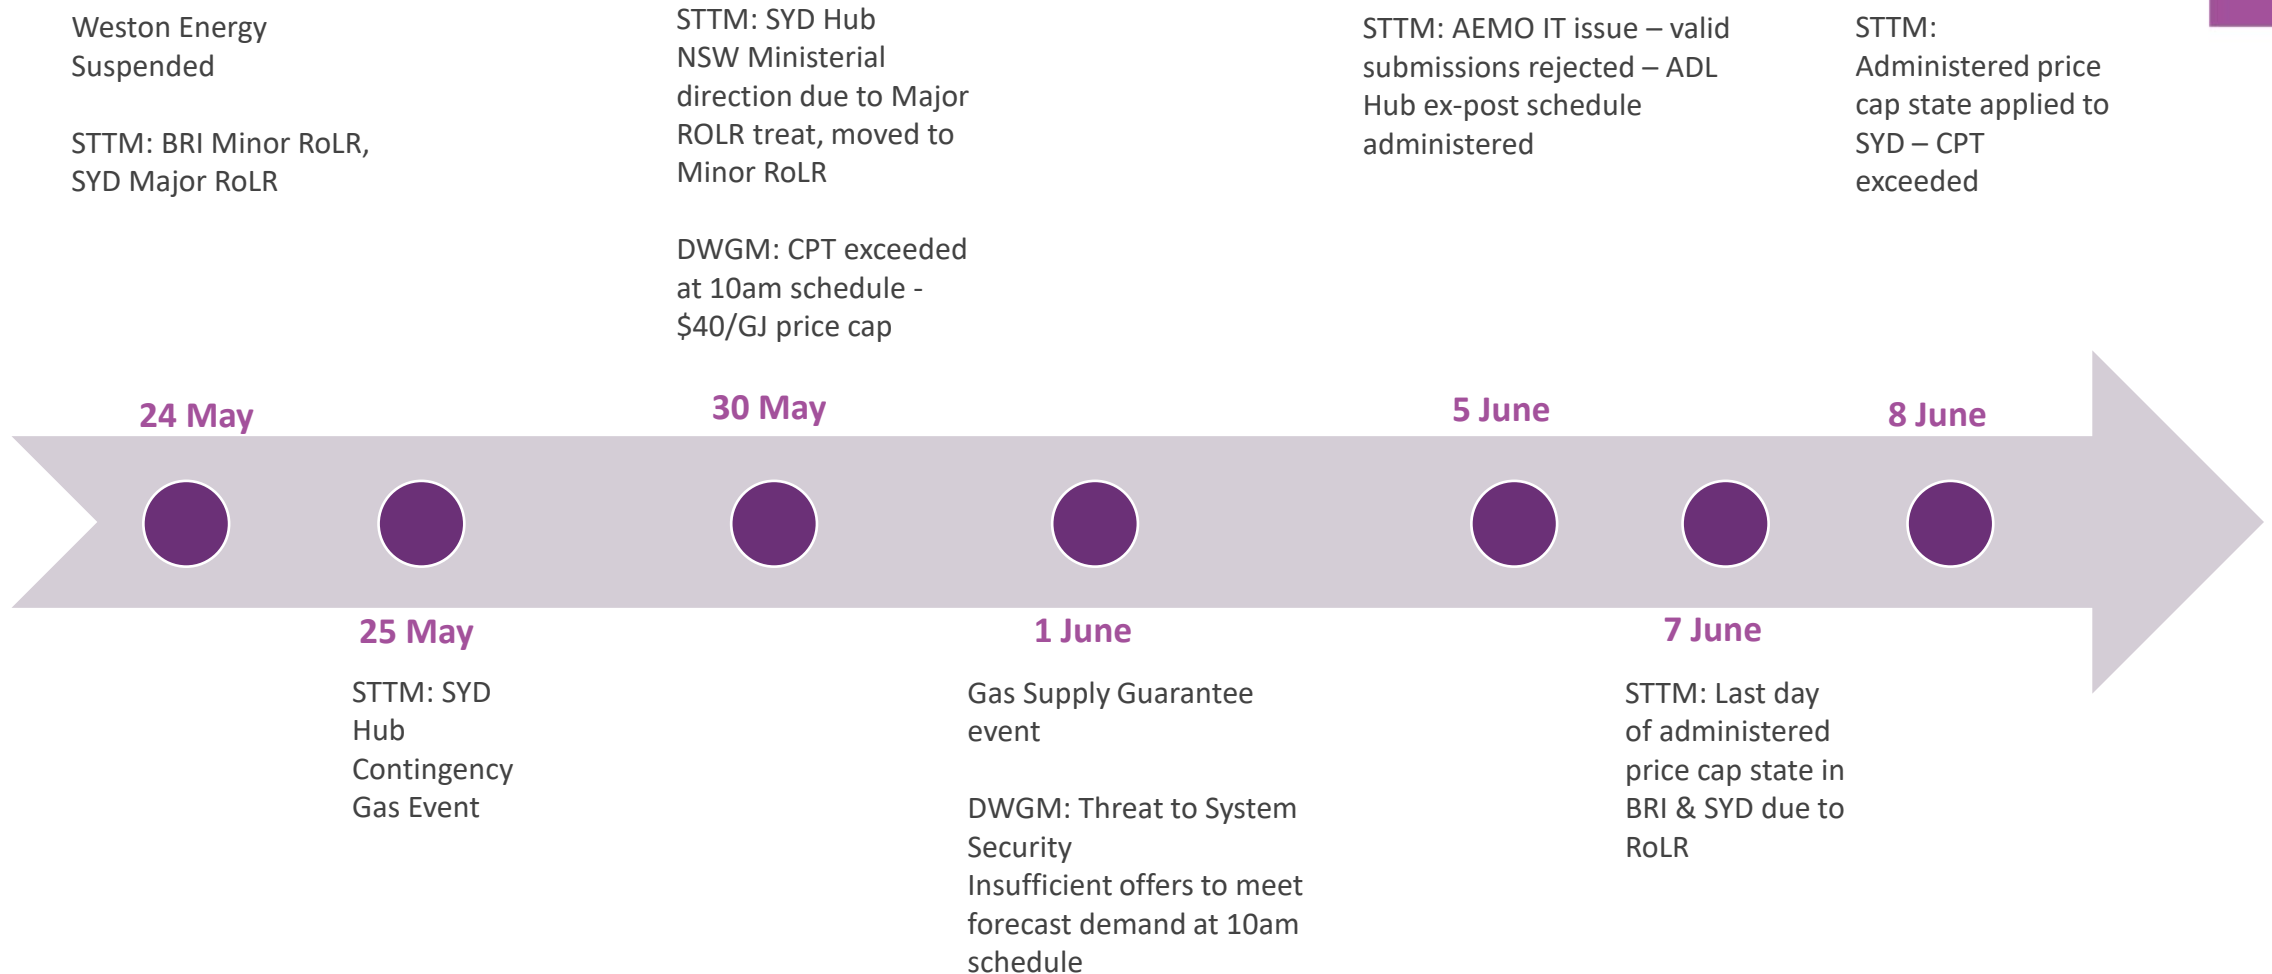 Weston Energy
Suspended
STTM: BRI Minor RoLR,
SYD Major RoLR
24 May
25 May
STTM: SYD
Hub
Contingency
Gas Event
STTM: SYD Hub
NSW Ministerial
direction due to Major
ROLR treat, moved to
Minor RoLR
DWGM: CPT exceeded
at 10am schedule -
$40/GJ price cap
30 May
1 June
Gas Supply Guarantee
event
DWGM: Threat to System
Security
Insufficient offers to meet
forecast demand at 10am
schedule
STTM: AEMO IT issue – valid
submissions rejected – ADL
Hub ex-post schedule
administered
5 June
7 June
STTM: Last day
of administered
price cap state in
BRI & SYD due to
RoLR
STTM:
Administered price
cap state applied to
SYD – CPT
exceeded
8 June